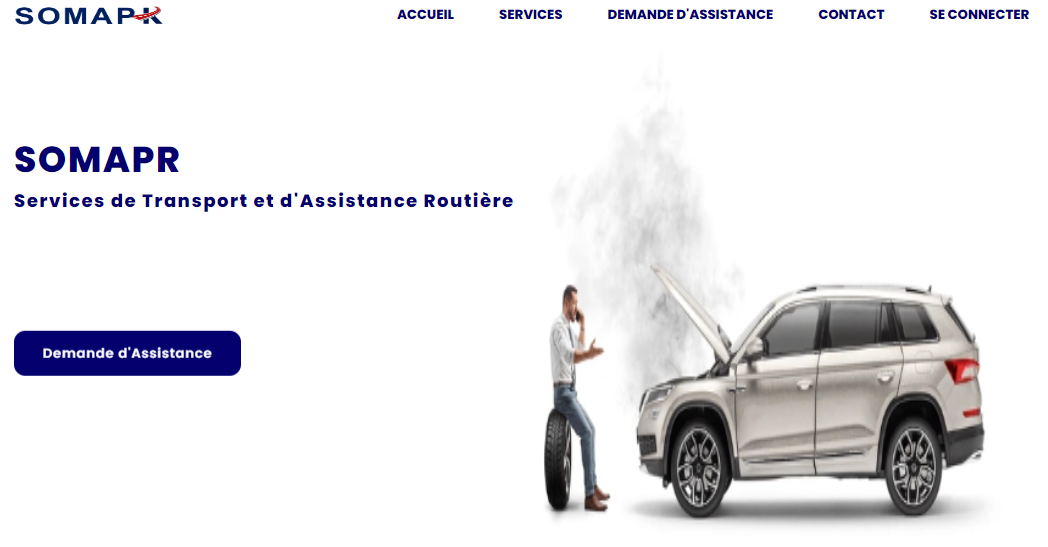 SOMAPR
ACCUEIL SERVICES DEMANDE D'ASSISTANCE CONTACT SE CONNECTER
SOMAPR
Services de Transport et d'Assistance Routière
Demande d'Assistance